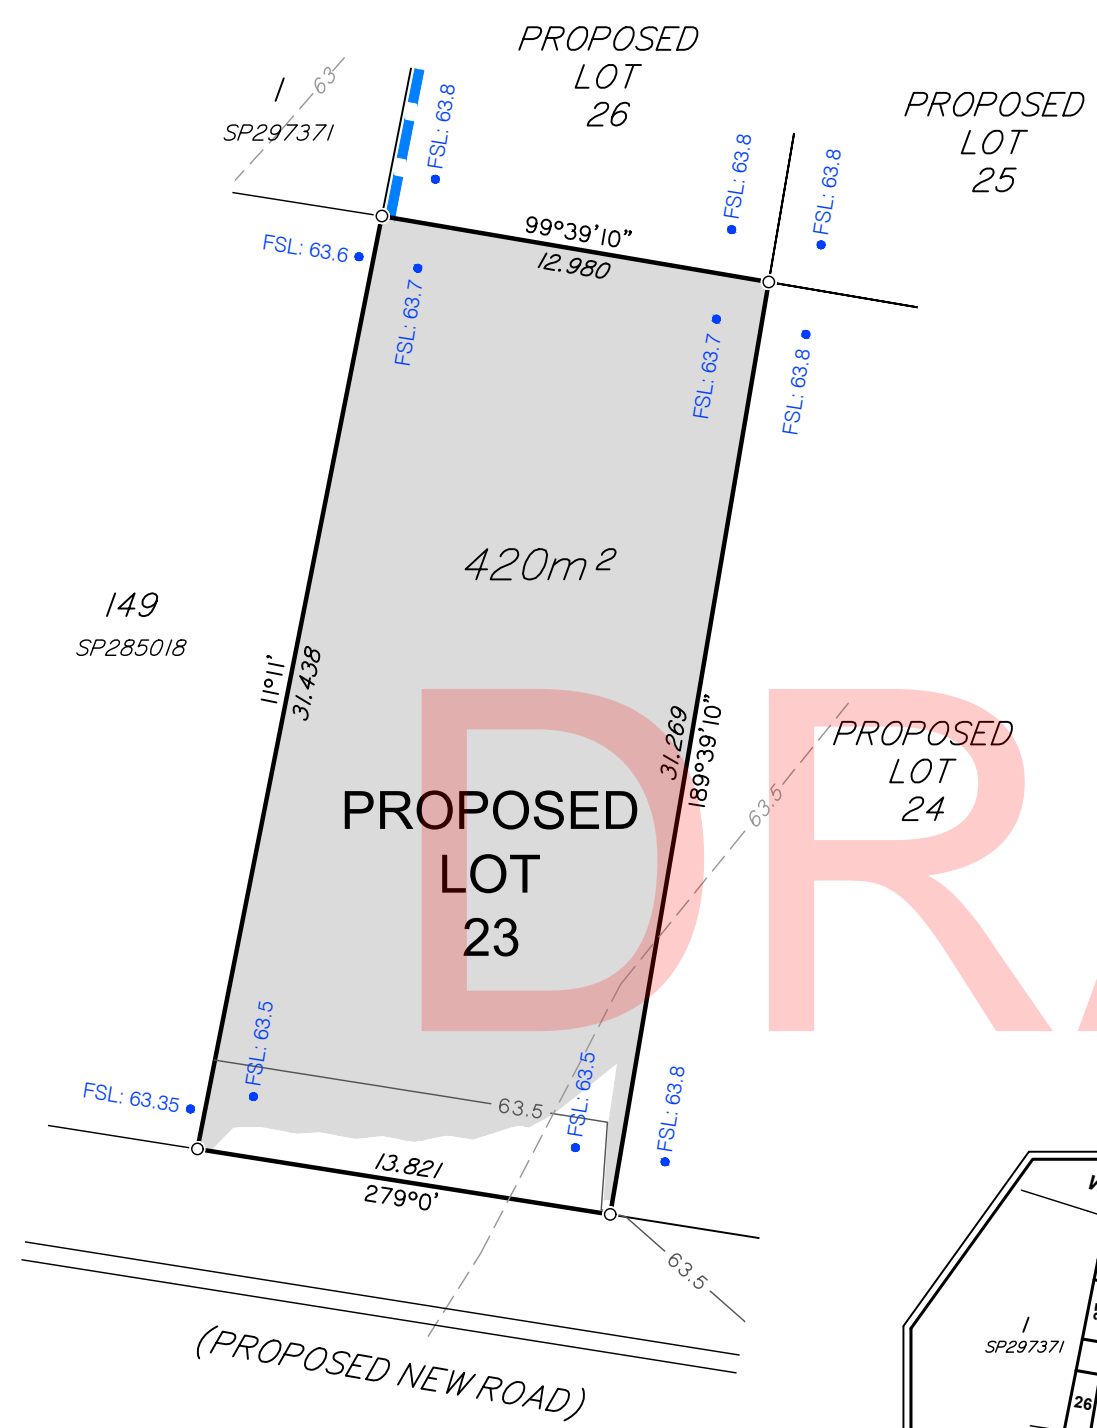 PROPOSED
LOT
26
1
SP297371
63
FSL: 63.8
PROPOSED
LOT
25
FSL: 63.8
FSL: 63.8
99°39'10"
12.980
FSL: 63.6
FSL: 63.7
FSL: 63.7
FSL: 63.8
420m²
149
SP285018
11°11'
31.438
31.269
189°39'10"
PROPOSED
LOT
24
63.5
PROPOSED
LOT
23
DRA
FSL: 63.5
FSL: 63.35
63.5
FSL: 63.5
FSL: 63.8
13.821
279°0'
63.5
(PROPOSED NEW ROAD)
1
SP297371
26